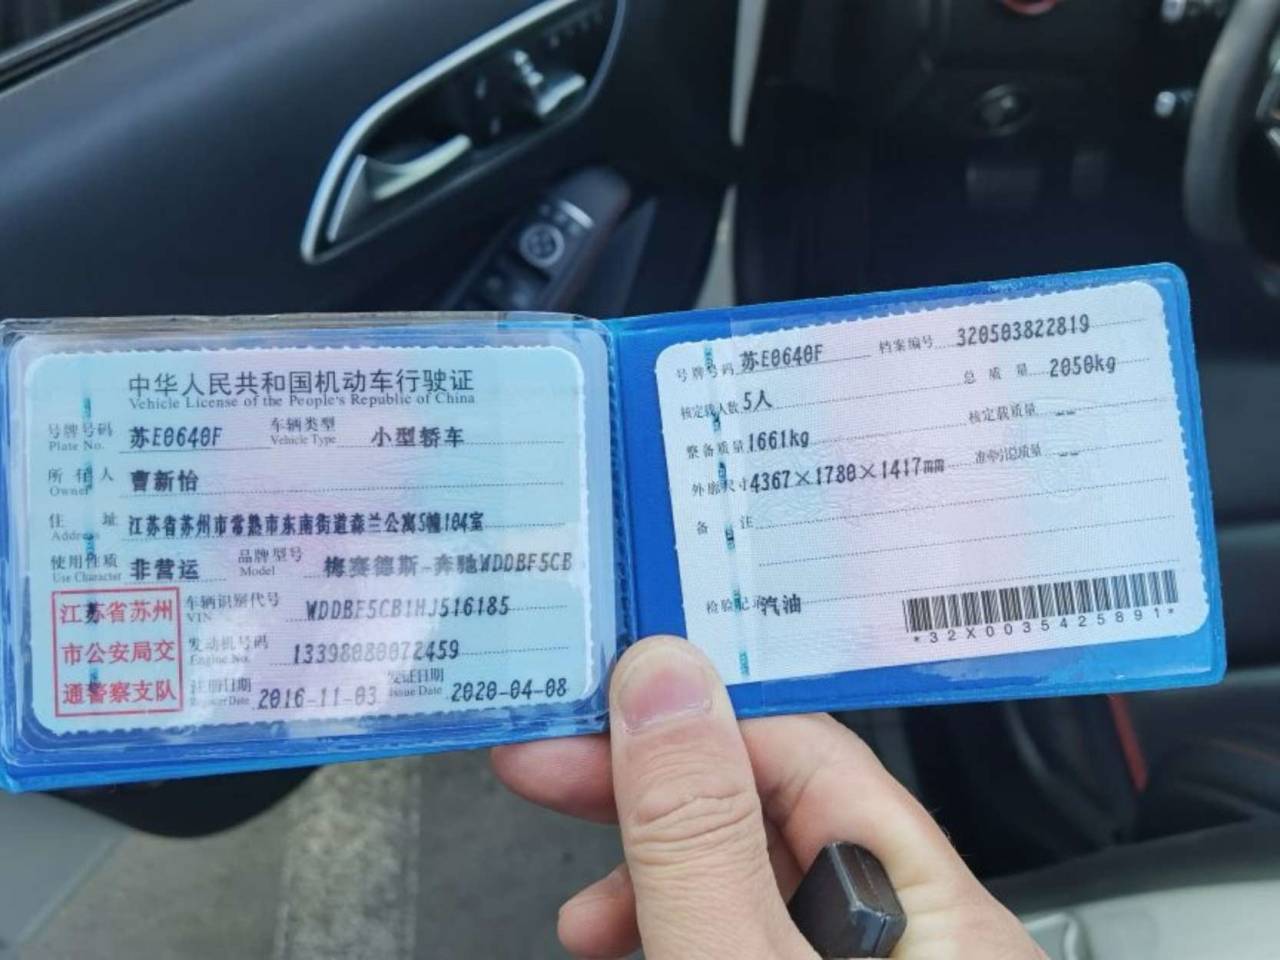 中华人民共和国机动车行驶证
Vehicle License of the People's Republic of China
号牌号码 苏E0640F 车辆类型 小型轿车
Plate No. Vehicle Type
所有人 曹新怡
Owner
住址 江苏省苏州市常熟市东南街道森兰公寓5幢104室
Address
使用性质 非营运 品牌型号 梅赛德斯-奔驰WDDBF5CB
Use Character Model
江苏省苏州
市公安局交
通警察支队
车辆识别代号 WDDBF5CB1HJ516185
VIN
发动机号码 13398080072459
Engine No.
注册日期 2016-11-03 发证日期 2020-04-08
Register Date Issue Date
号牌号码 苏E0640F 档案编号 320503822819
核定载人数 5人 总质量 2050kg
整备质量 1661kg 核定载质量 --
外廓尺寸 4367×1780×1417mm 准牵引总质量 --
备注
检验记录 汽油
*32X0035425891*